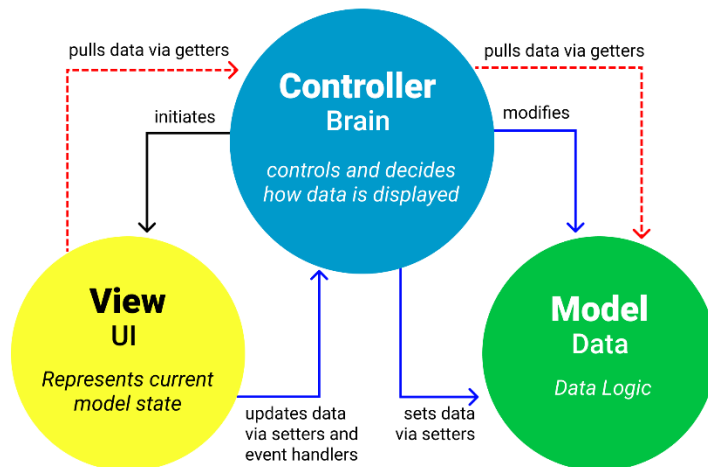 pulls data via getters
pulls data via getters
Controller
Brain
controls and decides
how data is displayed
initiates
modifies
View
UI
Represents current
model state
Model
Data
Data Logic
updates data
via setters and
event handlers
sets data
via setters